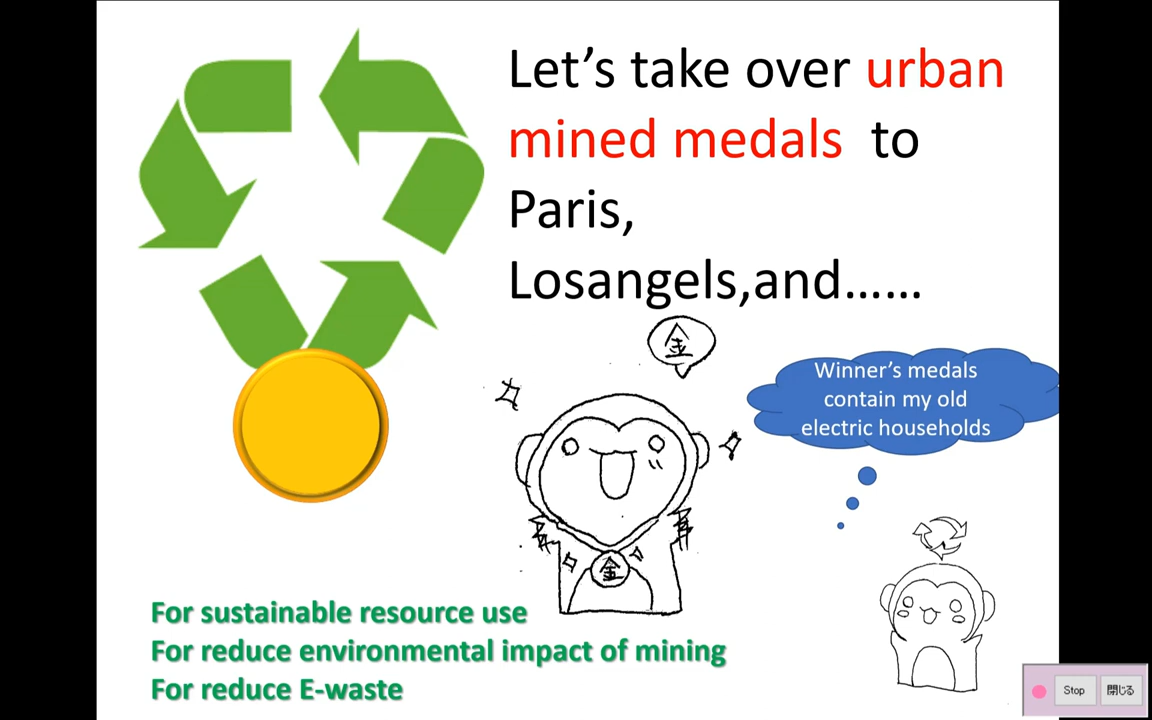 Let's take over urban
mined medals to
Paris,
Losangels,and……
金
Winner's medals
contain my old
electric households
金
For sustainable resource use
For reduce environmental impact of mining
For reduce E-waste
Stop
閉じる